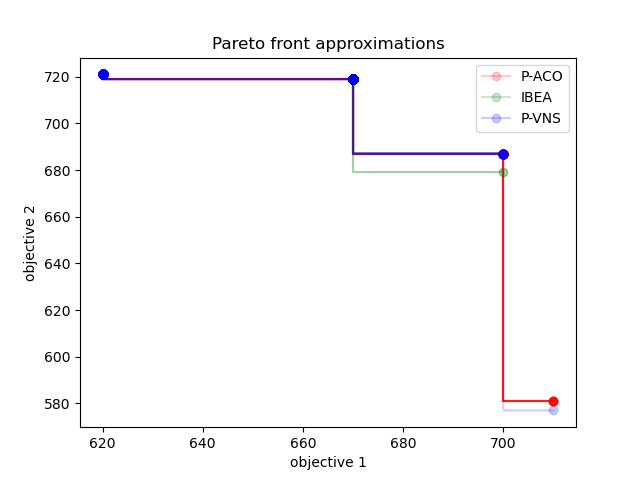 Pareto front approximations
P-ACO
IBEA
P-VNS
720
700
680
660
640
620
600
580
objective 2
620
640
660
680
700
objective 1